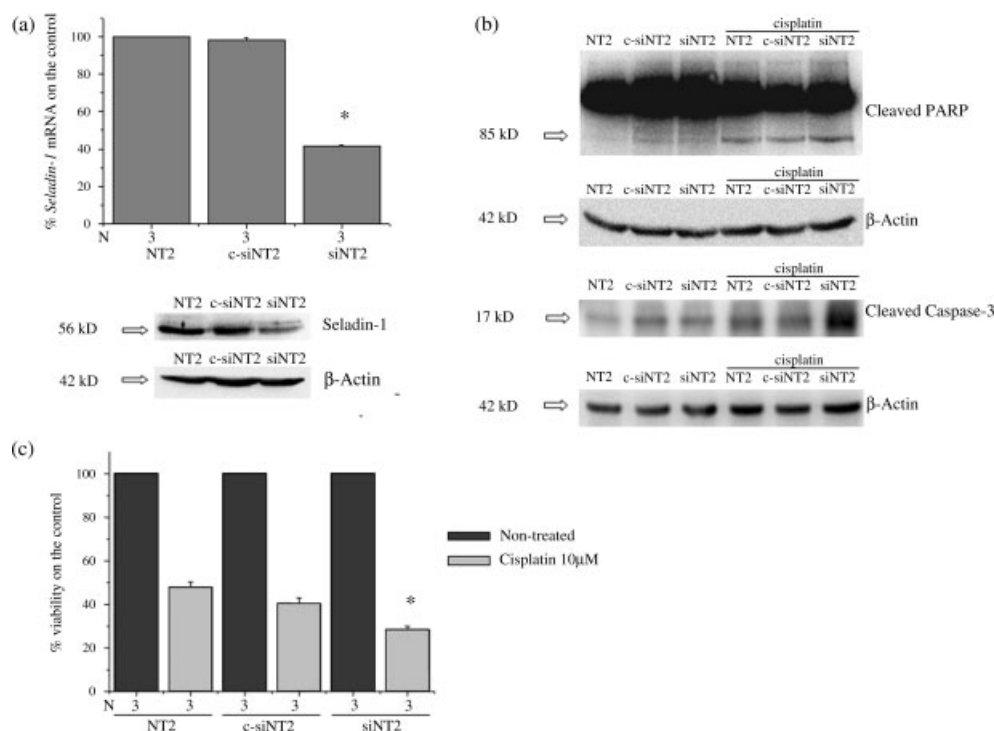 (a)
% Seladin-1 mRNA on the control
100
80
60
40
20
0
*
N 3 3 3
NT2 c-siNT2 siNT2
NT2 c-siNT2 siNT2
56 kD Seladin-1
NT2 c-siNT2 siNT2
42 kD β-Actin
(b)
cisplatin
NT2 c-siNT2 siNT2 NT2 c-siNT2 siNT2
Cleaved PARP
85 kD
cisplatin
NT2 c-siNT2 siNT2 NT2 c-siNT2 siNT2
42 kD β-Actin
cisplatin
NT2 c-siNT2 siNT2 NT2 c-siNT2 siNT2
17 kD Cleaved Caspase-3
cisplatin
NT2 c-siNT2 siNT2 NT2 c-siNT2 siNT2
42 kD β-Actin
(c)
% viability on the control
100
80
60
40
20
0
*
N 3 3 3 3 3 3
NT2 c-siNT2 siNT2
Non-treated
Cisplatin 10μM